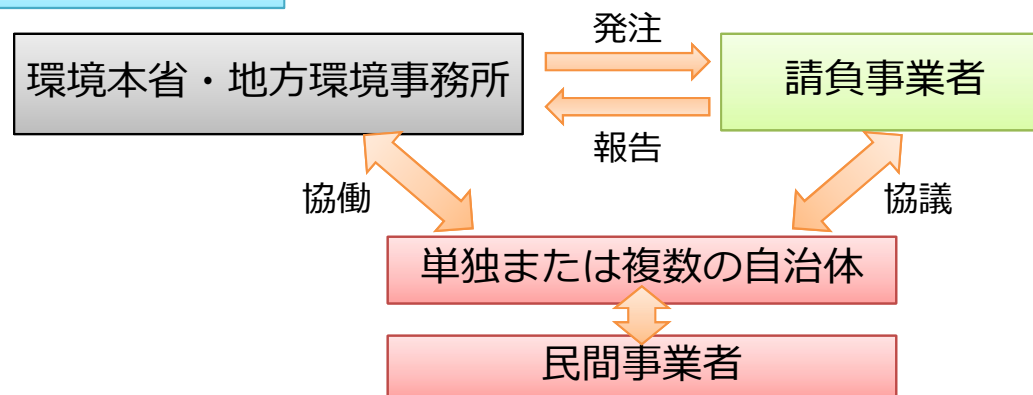 発注
環境本省・地方環境事務所
請負事業者
報告
協働
協議
単独または複数の自治体
民間事業者